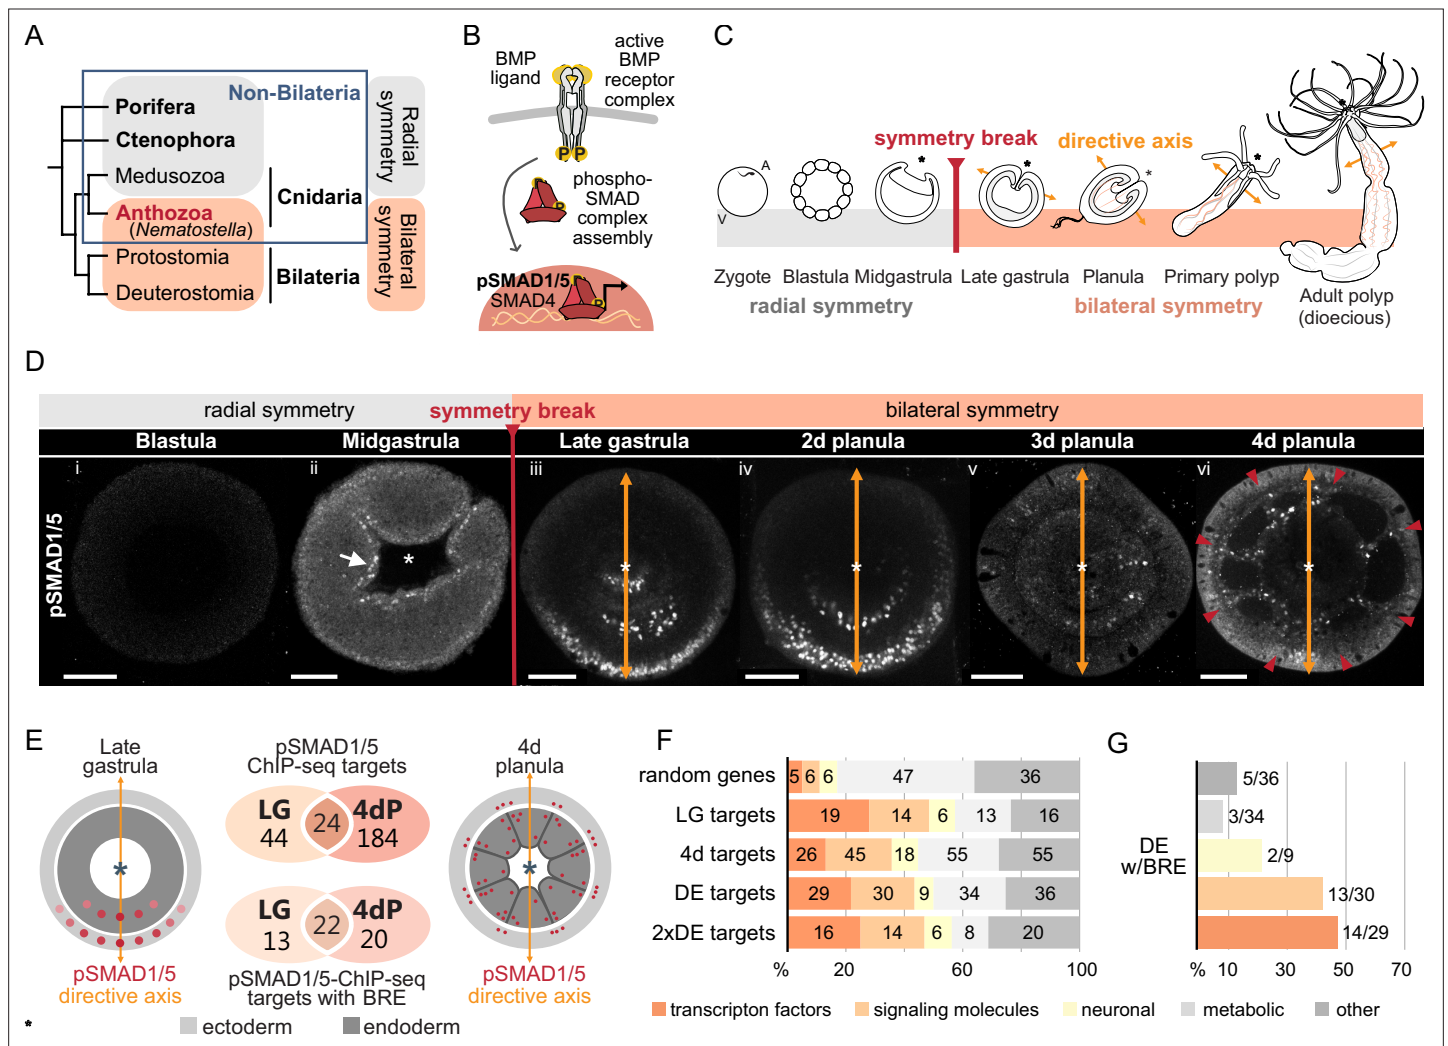 A
Non-Bilateria
Porifera
Ctenophora
Medusozoa
Anthozoa
(Nematostella)
Protostomia
Deuterostomia
Cnidaria
Bilateria
Radial
symmetry
Bilateral
symmetry
B
BMP
ligand
active
BMP
receptor
complex
P P
phospho-
SMAD
complex
assembly
pSMAD1/5
SMAD4
C
symmetry break
directive axis
A
V
*
*
*
*
*
Zygote
Blastula
Midgastrula
Late gastrula
Planula
Primary polyp
Adult polyp
(dioecious)
radial symmetry
bilateral symmetry
D
radial symmetry
symmetry break
bilateral symmetry
Blastula
Midgastrula
Late gastrula
2d planula
3d planula
4d planula
pSMAD1/5
i
ii
iii
iv
v
vi
*
*
*
*
*
E
Late
gastrula
*
pSMAD1/5
directive axis
pSMAD1/5
ChIP-seq targets
LG
44
24
4dP
184
LG
13
22
4dP
20
pSMAD1/5-ChIP-seq
targets with BRE
4d
planula
*
pSMAD1/5
directive axis
*
ectoderm
endoderm
F
random genes
5 6 6 47 36
LG targets
19 14 6 13 16
4d targets
26 45 18 55 55
DE targets
29 30 9 34 36
2xDE targets
16 14 6 8 20
% 20 60 100
G
DE
w/BRE
5/36
3/34
2/9
13/30
14/29
% 10 30 50 70
transcripton factors
signaling molecules
neuronal
metabolic
other